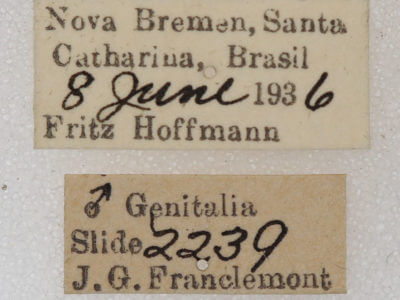 Nova Bremen, Santa
Catharina, Brasil
8 June 1936
Fritz Hoffmann
♂ Genitalia
Slide 2239
J. G. Franclemont